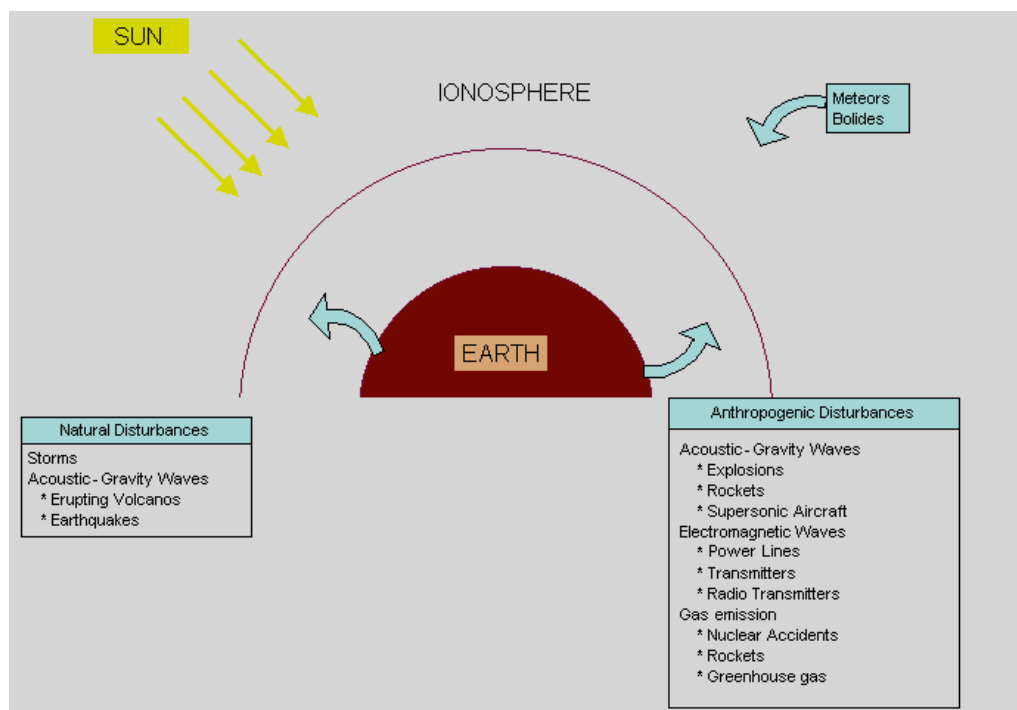 SUN
IONOSPHERE
Meteors
Bolides
EARTH
Natural Disturbances
Storms
Acoustic-Gravity Waves
* Erupting Volcanos
* Earthquakes
Anthropogenic Disturbances
Acoustic-Gravity Waves
* Explosions
* Rockets
* Supersonic Aircraft
Electromagnetic Waves
* Power Lines
* Transmitters
* Radio Transmitters
Gas emission
* Nuclear Accidents
* Rockets
* Greenhouse gas